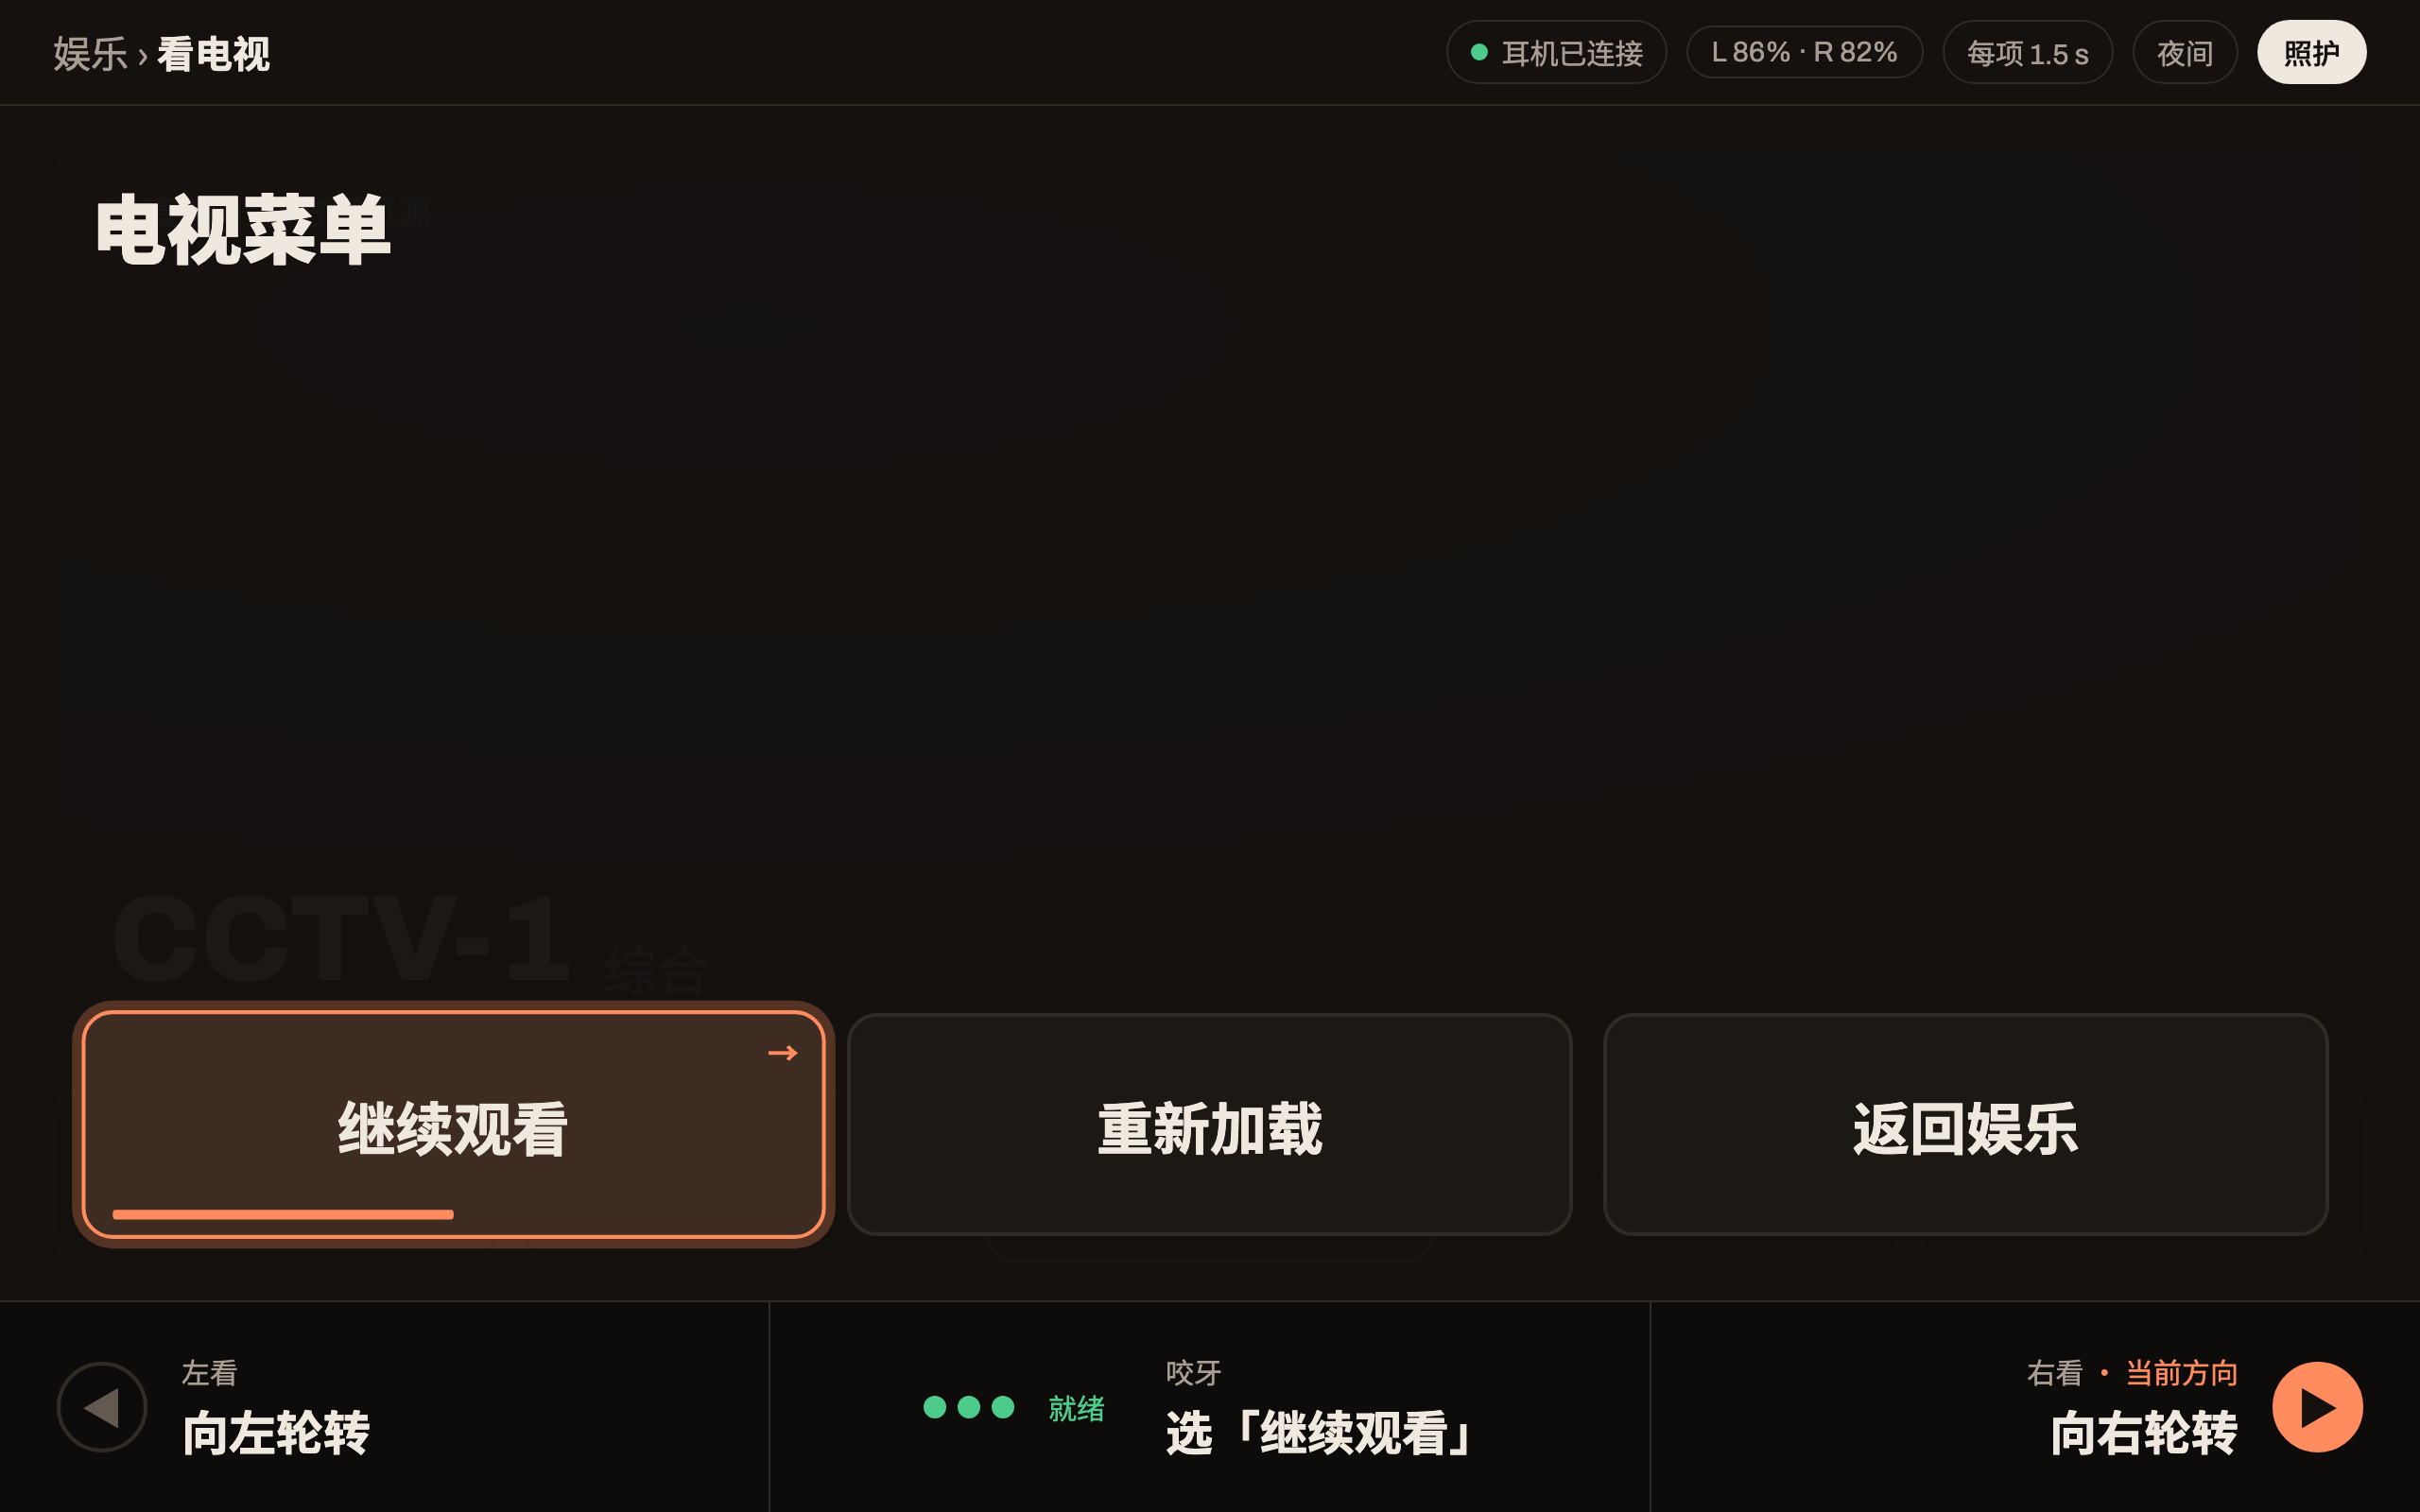 娱乐 › 看电视
耳机已连接
L 86% · R 82%
每项 1.5 s
夜间
照护
电视菜单
源
CCTV-1 综合
继续观看 →
重新加载
返回娱乐
左看
向左轮转
就绪
咬牙
选「继续观看」
右看 · 当前方向
向右轮转